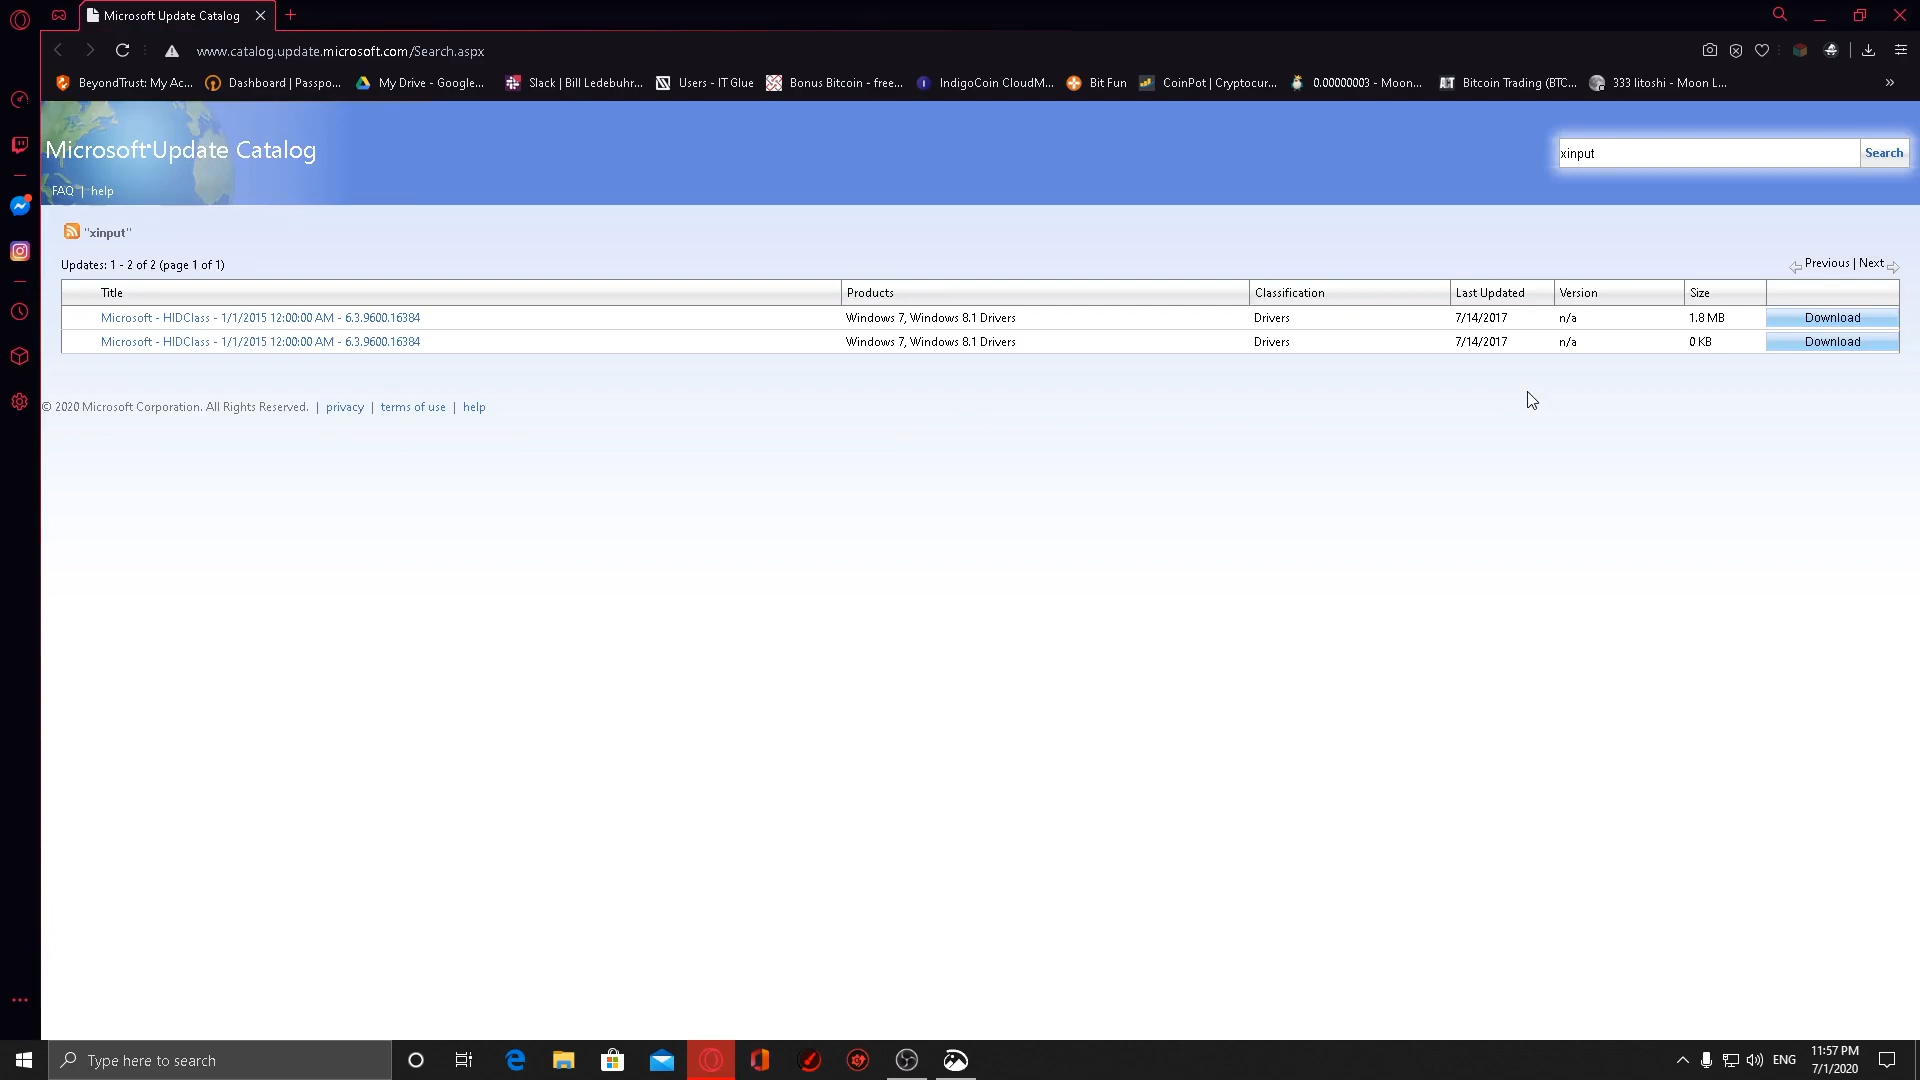 Microsoft Update Catalog
www.catalog.update.microsoft.com/Search.aspx
BeyondTrust: My Ac... Dashboard | Passpo... My Drive - Google... Slack | Bill Ledebuhr... Users - IT Glue Bonus Bitcoin - free... IndigoCoin CloudM... Bit Fun CoinPot | Cryptocur... 0.00000003 - Moon... Bitcoin Trading (BTC... 333 litoshi - Moon L... »
Microsoft Update Catalog
xinput Search
FAQ | help
"xinput"
Updates: 1 - 2 of 2 (page 1 of 1) Previous | Next
Title Products Classification Last Updated Version Size
Microsoft - HIDClass - 1/1/2015 12:00:00 AM - 6.3.9600.16384 Windows 7, Windows 8.1 Drivers Drivers 7/14/2017 n/a 1.8 MB Download
Microsoft - HIDClass - 1/1/2015 12:00:00 AM - 6.3.9600.16384 Windows 7, Windows 8.1 Drivers Drivers 7/14/2017 n/a 0 KB Download
© 2020 Microsoft Corporation. All Rights Reserved. | privacy | terms of use | help
Type here to search ENG 11:57 PM
7/1/2020